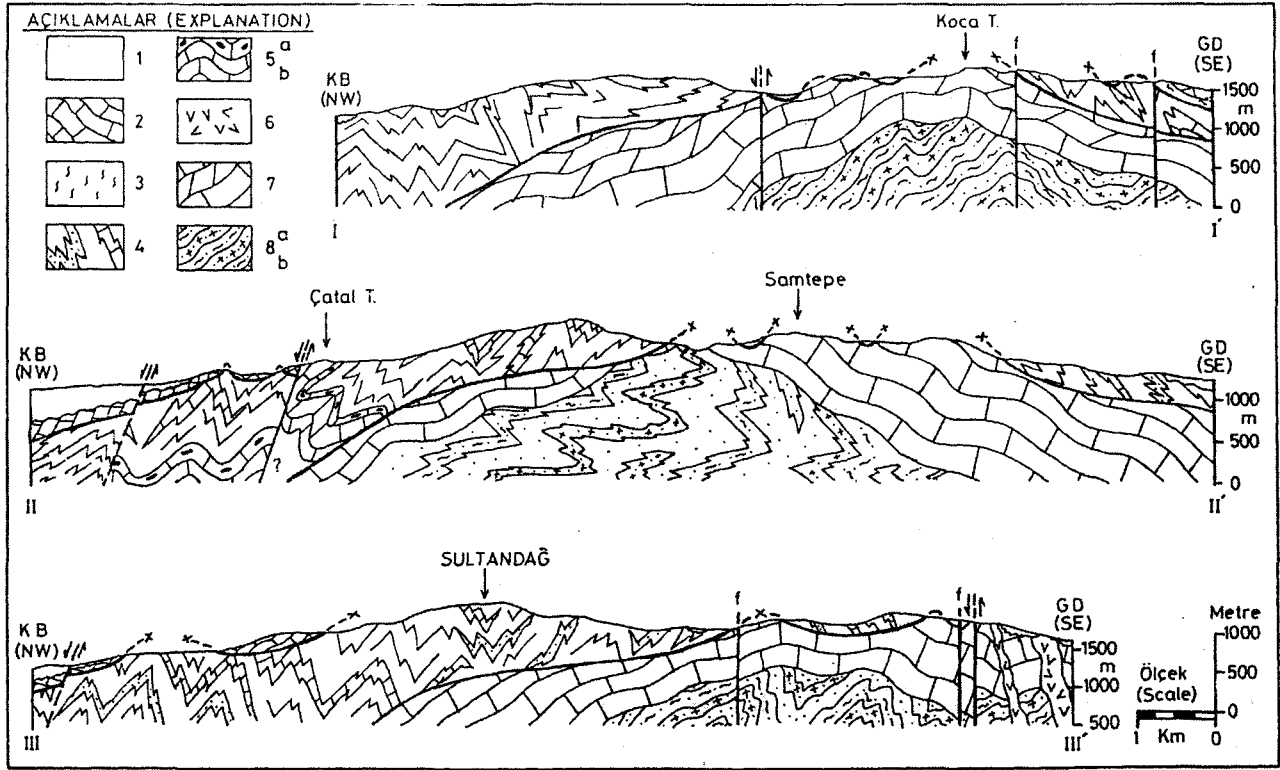 AÇIKLAMALAR (EXPLANATION)
1
5 a
b
2
6
3
7
4
8 a
b
Koca T.
KB
(NW)
f
f
GD
(SE)
1500
m
1000
500
0
I
I´
Çatal T.
Samtepe
KB
(NW)
GD
(SE)
1000
m
500
0
?
II
II´
SULTANDAĞ
KB
(NW)
f
f
GD
(SE)
1500
m
1000
500
III
III´
Metre
1000
500
0
Ölçek
(Scale)
1 Km 0